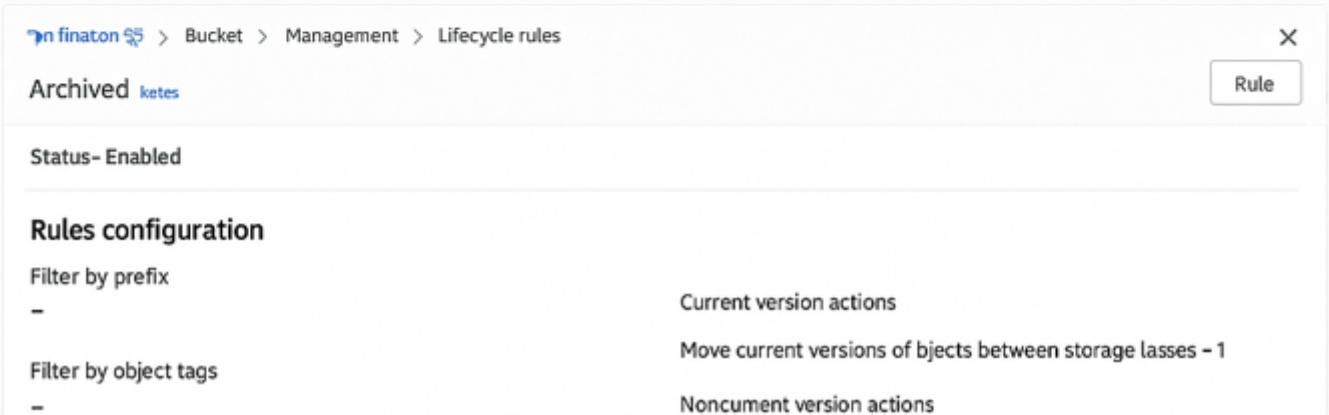 finaton > Bucket > Management > Lifecycle rules ×
Archived ketes
Rule
Status- Enabled
Rules configuration
Filter by prefix
–
Filter by object tags
–
Current version actions
Move current versions of bjects between storage lasses – 1
Noncument version actions